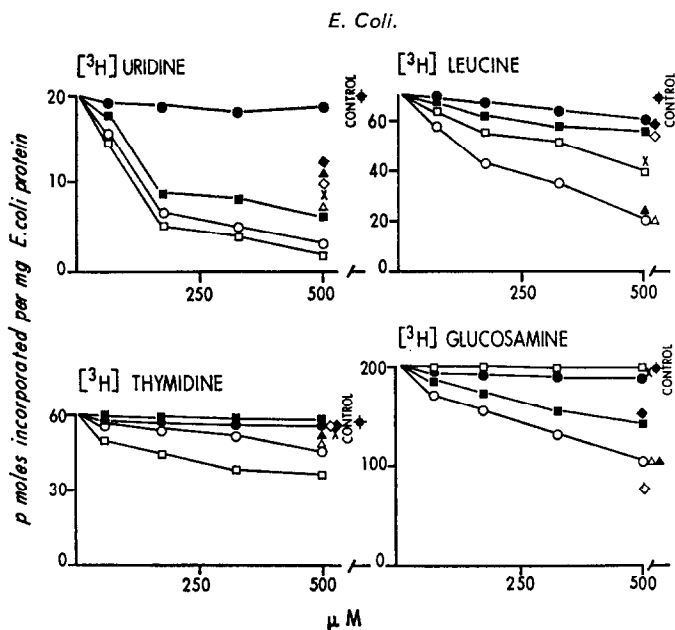 E. Coli.
[³H] URIDINE
20
10
0
250
500
CONTROL
[³H] LEUCINE
60
40
20
0
250
500
CONTROL
p moles incorporated per mg E.coli protein
[³H] THYMIDINE
60
30
0
250
500
CONTROL
[³H] GLUCOSAMINE
200
100
0
250
500
CONTROL
μM